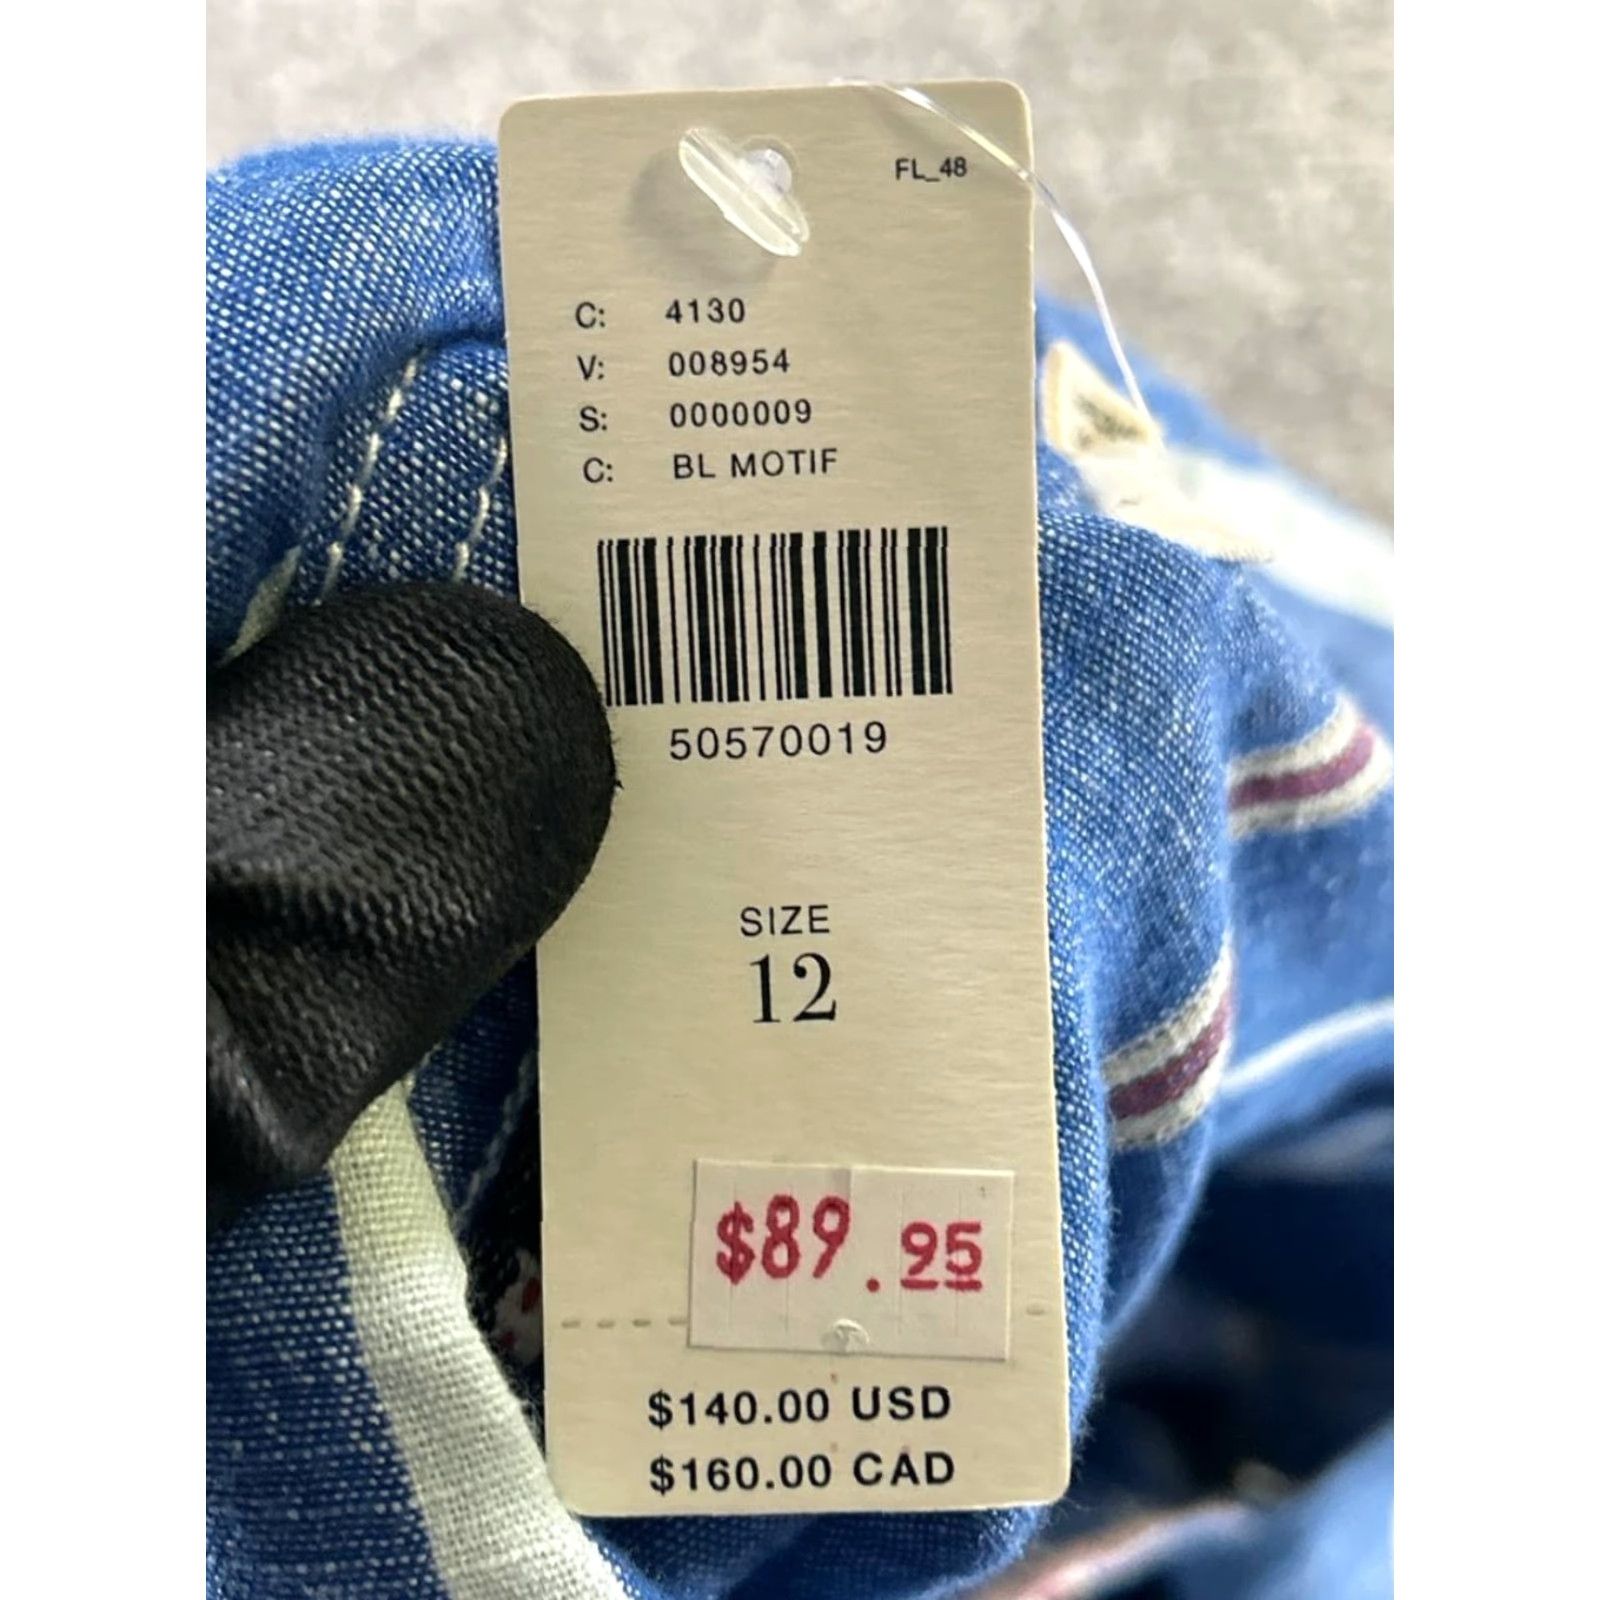 FL_48
C: 4130
V: 008954
S: 0000009
C: BL MOTIF
50570019
SIZE
12
$89.95
$140.00 USD
$160.00 CAD